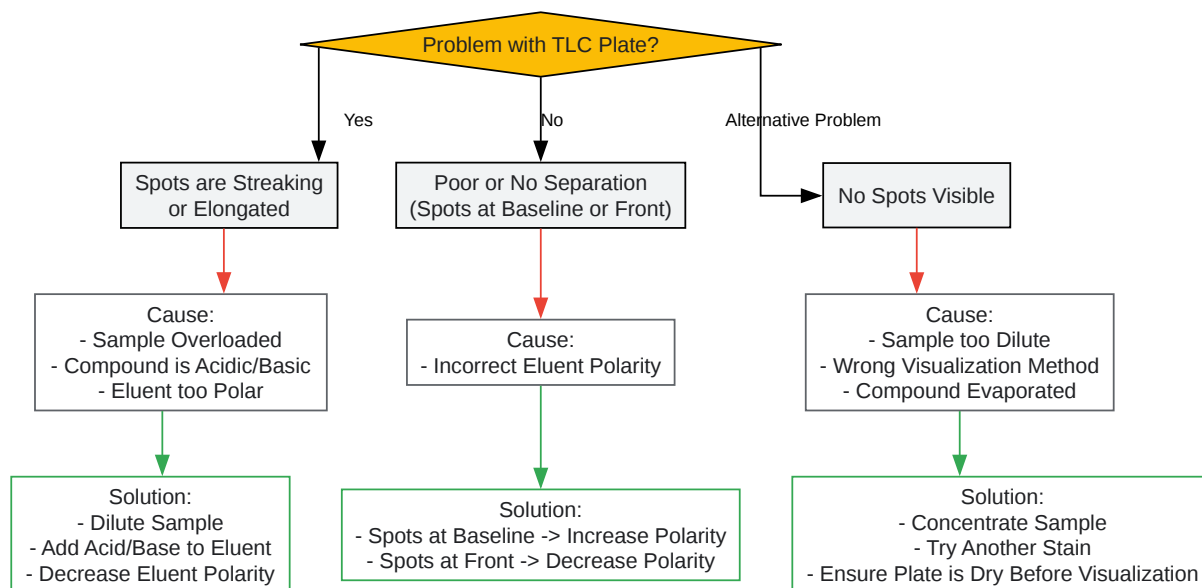 Problem with TLC Plate?
Yes
No
Alternative Problem
Spots are Streaking
or Elongated
Poor or No Separation
(Spots at Baseline or Front)
No Spots Visible
Cause:
- Sample Overloaded
- Compound is Acidic/Basic
- Eluent too Polar
Cause:
- Incorrect Eluent Polarity
Cause:
- Sample too Dilute
- Wrong Visualization Method
- Compound Evaporated
Solution:
- Dilute Sample
- Add Acid/Base to Eluent
- Decrease Eluent Polarity
Solution:
- Spots at Baseline -> Increase Polarity
- Spots at Front -> Decrease Polarity
Solution:
- Concentrate Sample
- Try Another Stain
- Ensure Plate is Dry Before Visualization